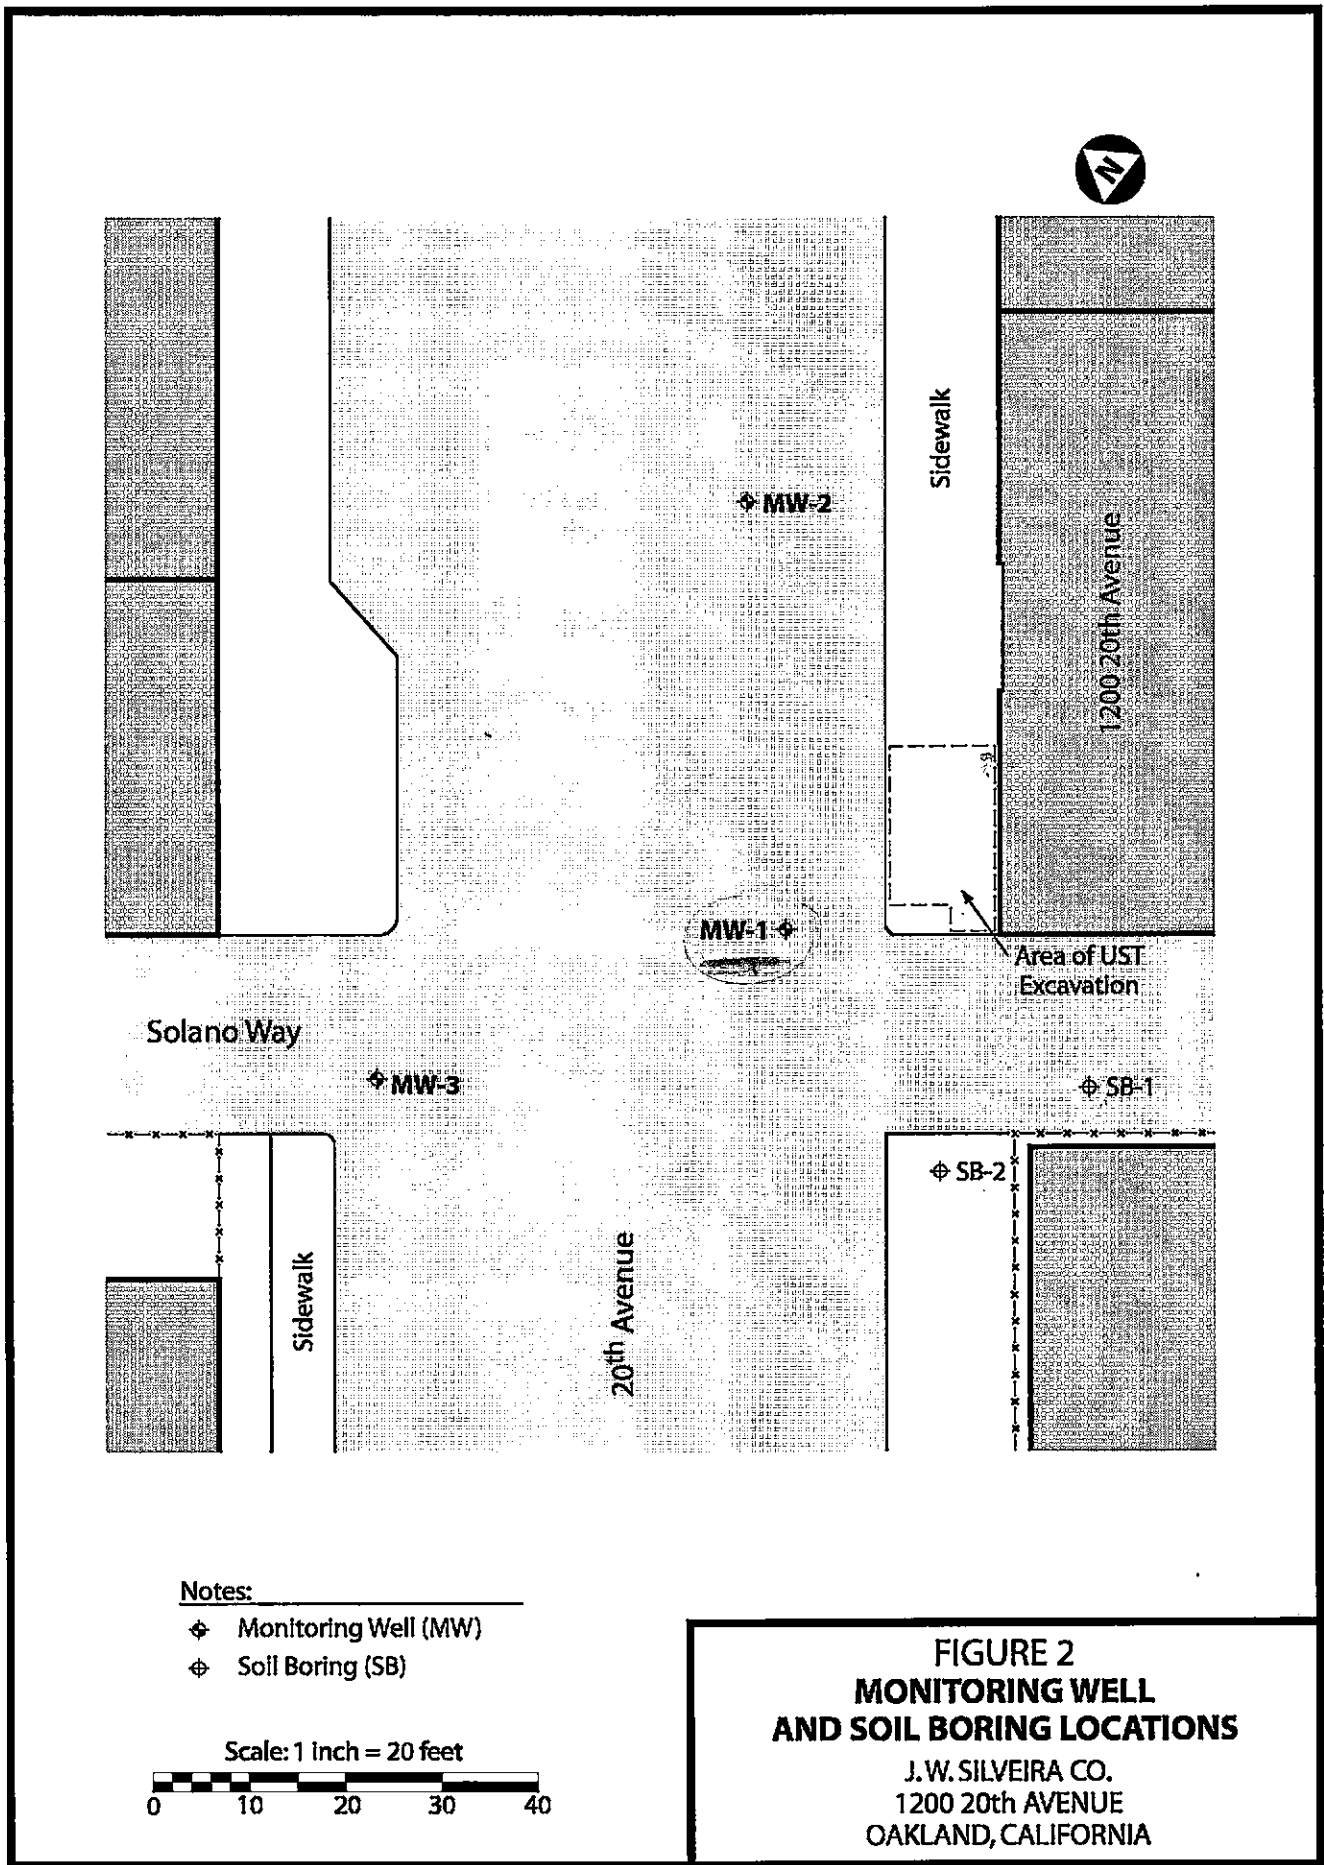 N
Sidewalk
MW-2
1200 20th Avenue
MW-1
Area of UST
Excavation
Solano Way
MW-3
SB-1
SB-2
Sidewalk
20th Avenue
Notes:
Monitoring Well (MW)
Soil Boring (SB)
Scale: 1 inch = 20 feet
0 10 20 30 40
FIGURE 2
MONITORING WELL
AND SOIL BORING LOCATIONS
J.W. SILVEIRA CO.
1200 20th AVENUE
OAKLAND, CALIFORNIA